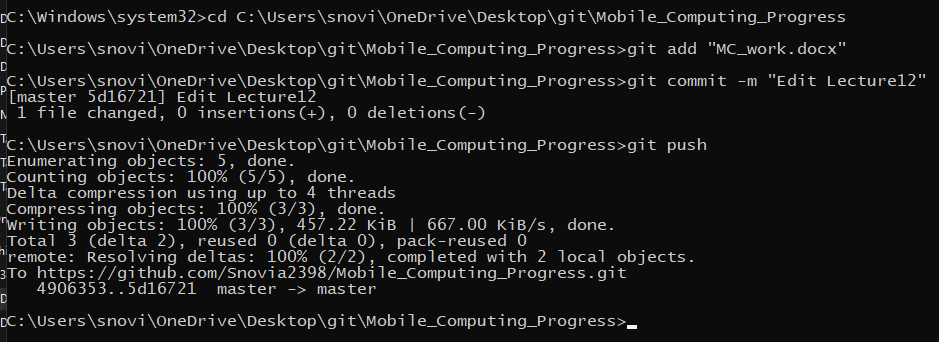 C:\Windows\system32>cd C:\Users\snovi\OneDrive\Desktop\git\Mobile_Computing_Progress
C:\Users\snovi\OneDrive\Desktop\git\Mobile_Computing_Progress>git add "MC_work.docx"
C:\Users\snovi\OneDrive\Desktop\git\Mobile_Computing_Progress>git commit -m "Edit Lecture12"
[master 5d16721] Edit Lecture12
 1 file changed, 0 insertions(+), 0 deletions(-)
C:\Users\snovi\OneDrive\Desktop\git\Mobile_Computing_Progress>git push
Enumerating objects: 5, done.
Counting objects: 100% (5/5), done.
Delta compression using up to 4 threads
Compressing objects: 100% (3/3), done.
Writing objects: 100% (3/3), 457.22 KiB | 667.00 KiB/s, done.
Total 3 (delta 2), reused 0 (delta 0), pack-reused 0
remote: Resolving deltas: 100% (2/2), completed with 2 local objects.
To https://github.com/Snovia2398/Mobile_Computing_Progress.git
   4906353..5d16721  master -> master
C:\Users\snovi\OneDrive\Desktop\git\Mobile_Computing_Progress>